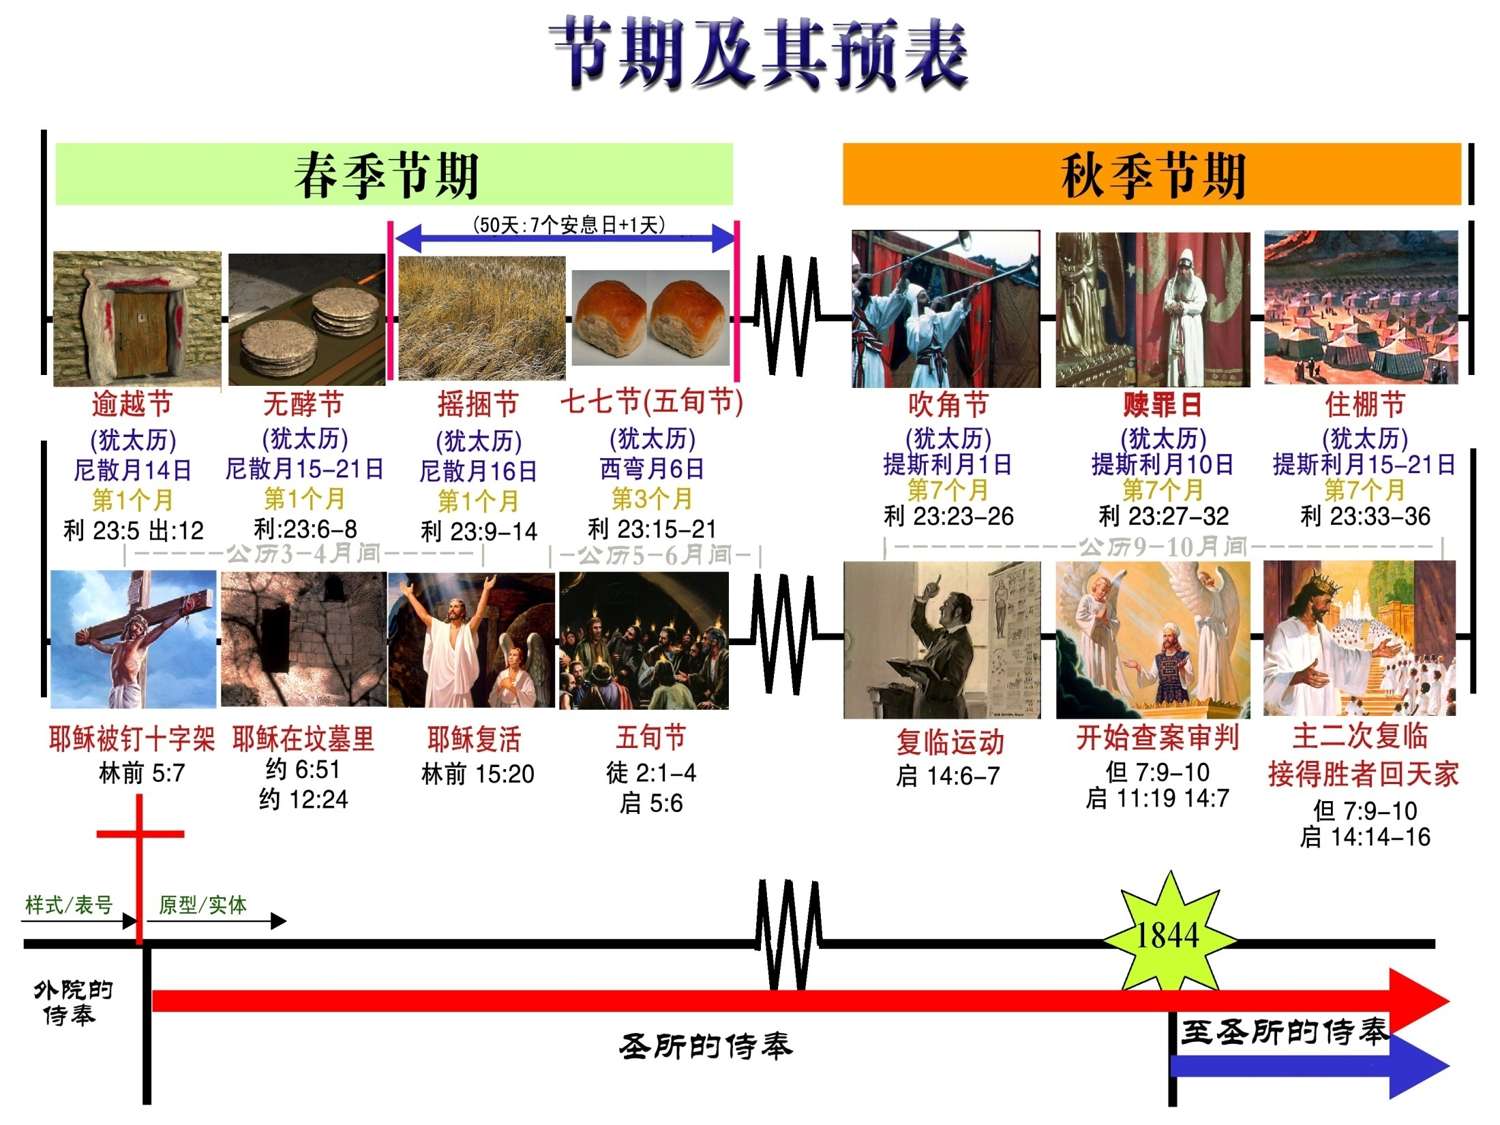 节期及其预表
春季节期
秋季节期
(50天:7个安息日+1天)
逾越节
(犹太历)
尼散月14日
第1个月
利 23:5 出:12
无酵节
(犹太历)
尼散月15-21日
第1个月
利:23:6-8
摇捆节
(犹太历)
尼散月16日
第1个月
利 23:9-14
七七节(五旬节)
(犹太历)
西弯月6日
第3个月
利 23:15-21
吹角节
(犹太历)
提斯利月1日
第7个月
利 23:23-26
赎罪日
(犹太历)
提斯利月10日
第7个月
利 23:27-32
住棚节
(犹太历)
提斯利月15-21日
第7个月
利 23:33-36
公历3-4月间
公历5-6月间
公历9-10月间
耶稣被钉十字架
林前 5:7
耶稣在坟墓里
约 6:51
约 12:24
耶稣复活
林前 15:20
五旬节
徒 2:1-4
启 5:6
复临运动
启 14:6-7
开始查案审判
但 7:9-10
启 11:19 14:7
主二次复临
接得胜者回天家
但 7:9-10
启 14:14-16
样式/表号
原型/实体
1844
外院的
侍奉
圣所的侍奉
至圣所的侍奉